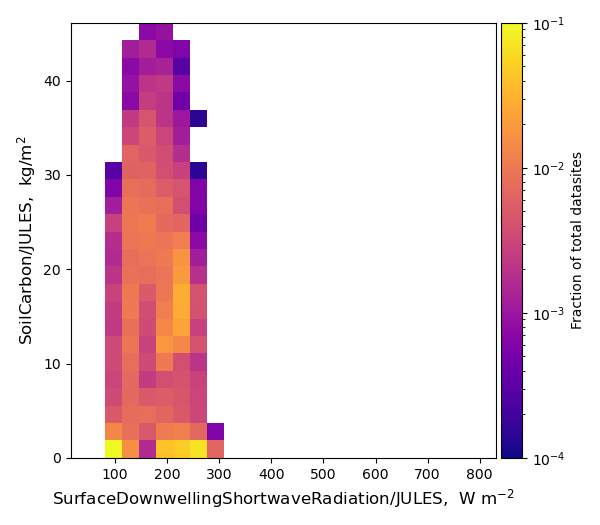 10⁻¹
40
SoilCarbon/JULES, kg/m²
30
10⁻²
Fraction of total datasites
20
10⁻³
10
0
10⁻⁴
100 200 300 400 500 600 700 800
SurfaceDownwellingShortwaveRadiation/JULES, W m⁻²